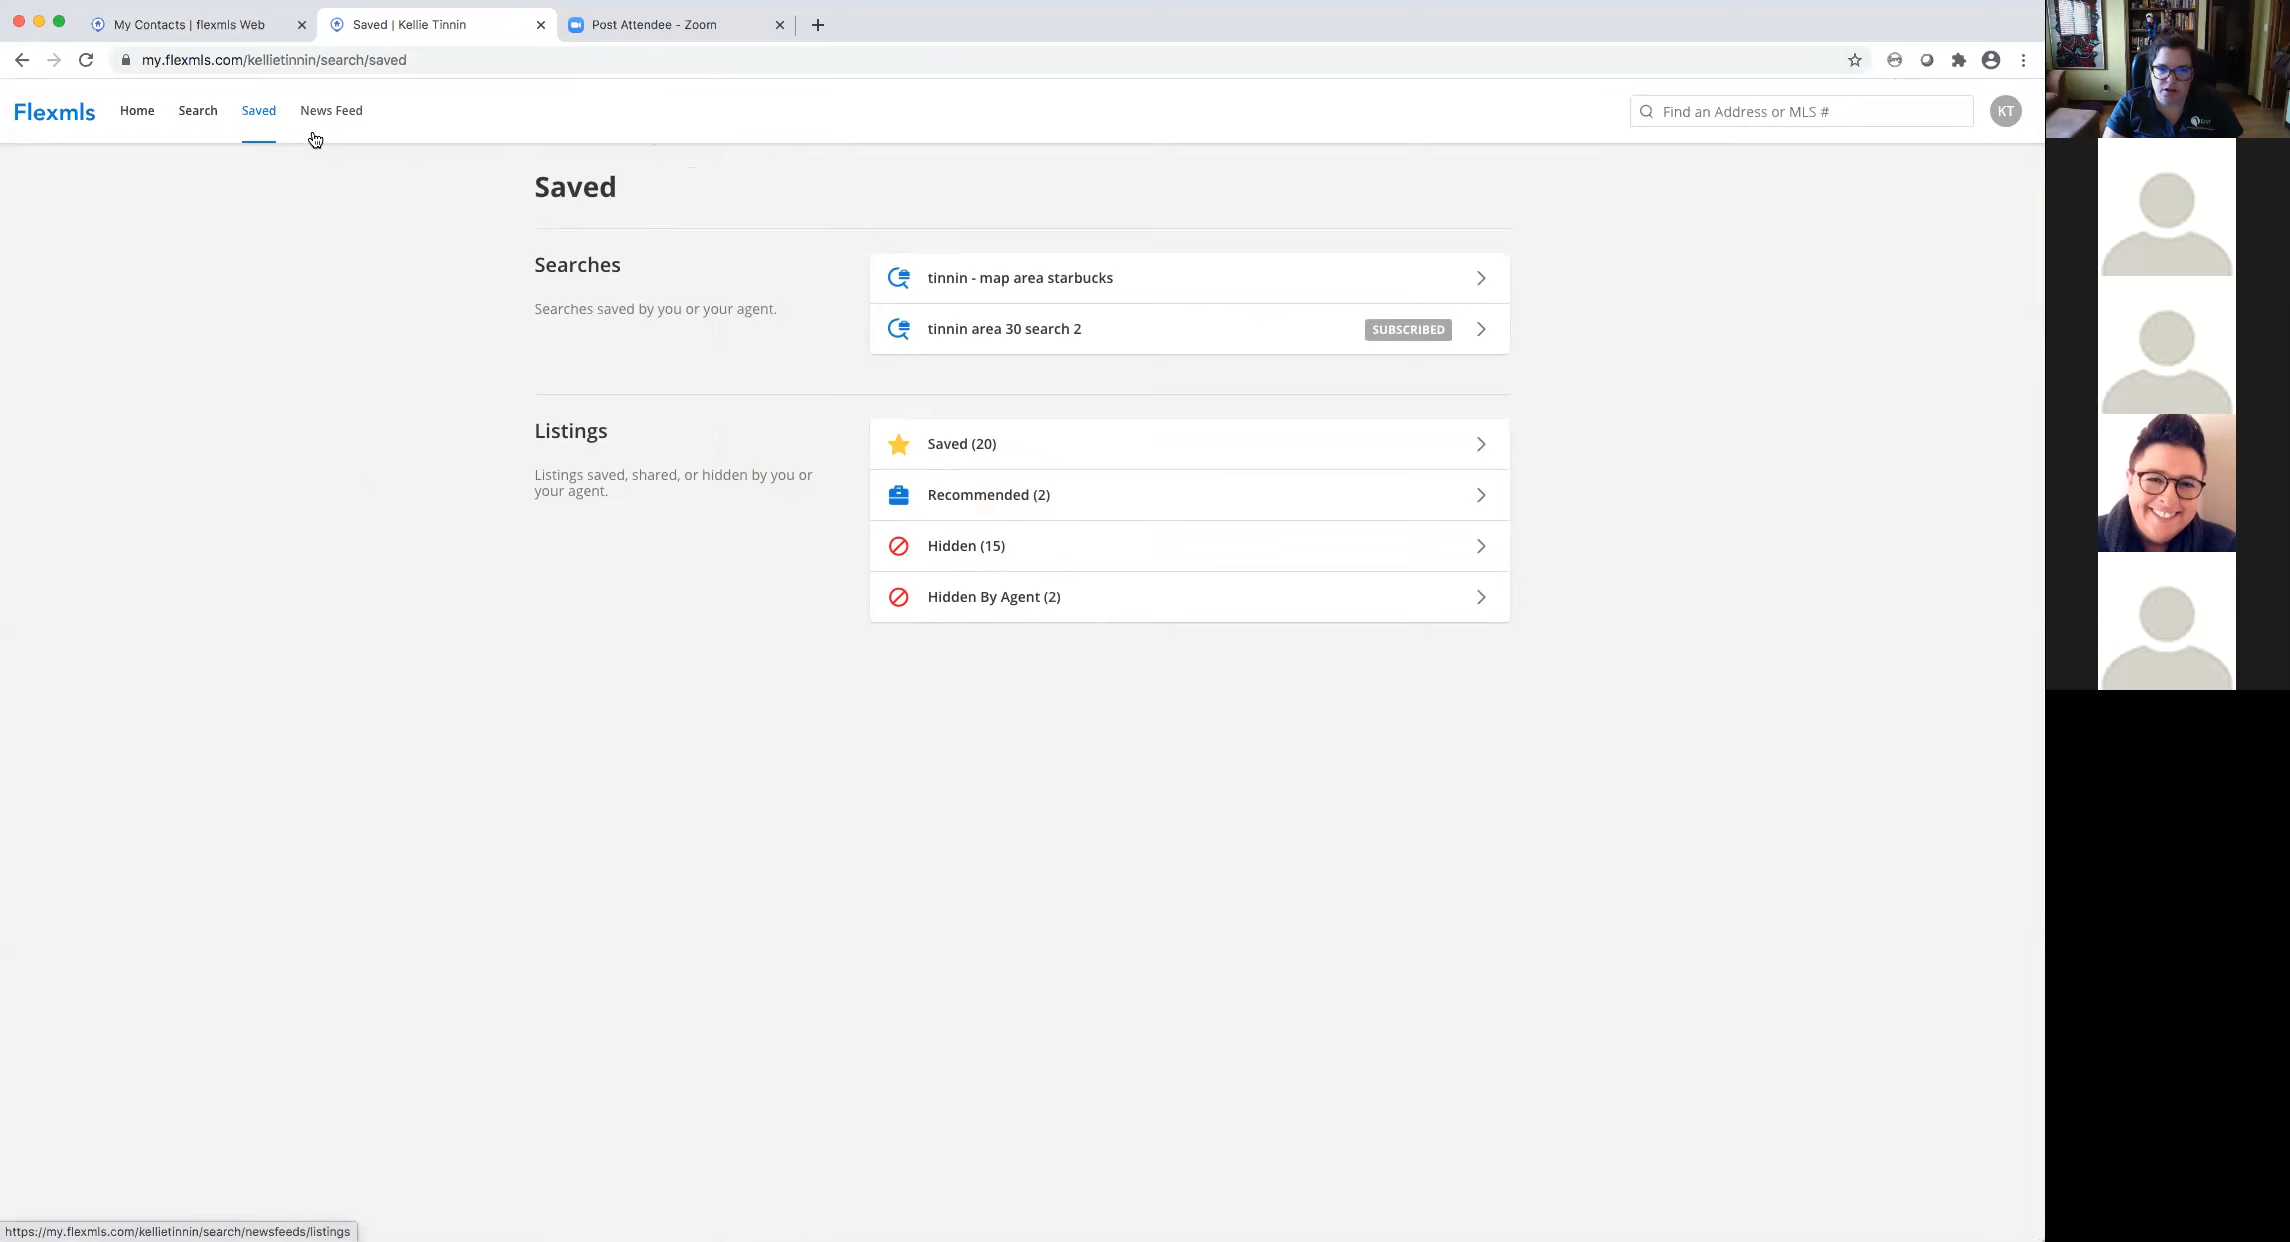 My Contacts | flexmls Web
Saved | Kellie Tinnin
Post Attendee - Zoom
my.flexmls.com/kellietinnin/search/saved
Flexmls
Home
Search
Saved
News Feed
Find an Address or MLS #
KT
Saved
Searches
Searches saved by you or your agent.
tinnin - map area starbucks
tinnin area 30 search 2
SUBSCRIBED
Listings
Listings saved, shared, or hidden by you or
your agent.
Saved (20)
Recommended (2)
Hidden (15)
Hidden By Agent (2)
https://my.flexmls.com/kellietinnin/search/newsfeeds/listings